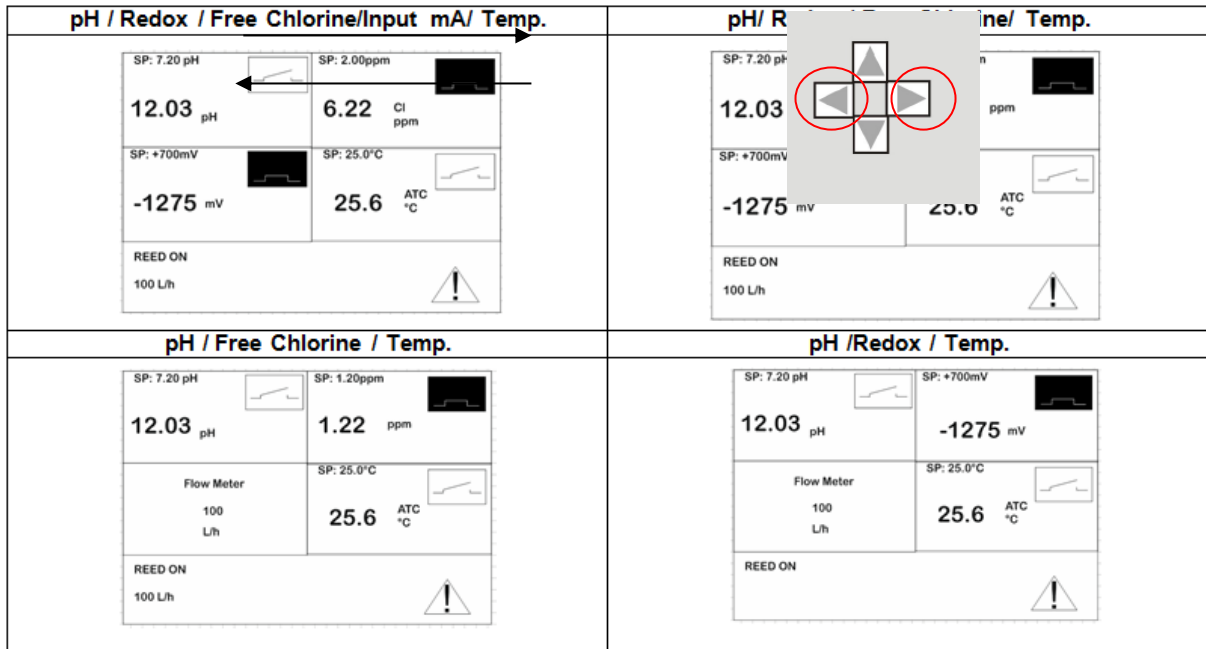 pH / Redox / Free Chlorine/Input mA/ Temp.
SP: 7.20 pH
SP: 2.00ppm
12.03 pH
6.22 Cl ppm
SP: +700mV
SP: 25.0°C
-1275 mV
25.6 ATC °C
REED ON
100 L/h
pH/ Temp.
SP: 7.20
12.03
ppm
SP: +700mV
-1275 mV
25.6 ATC °C
REED ON
100 L/h
pH / Free Chlorine / Temp.
SP: 7.20 pH
SP: 1.20ppm
12.03 pH
1.22 ppm
Flow Meter
100
L/h
SP: 25.0°C
25.6 ATC °C
REED ON
100 L/h
pH /Redox / Temp.
SP: 7.20 pH
SP: +700mV
12.03 pH
-1275 mV
Flow Meter
100
L/h
SP: 25.0°C
25.6 ATC °C
REED ON